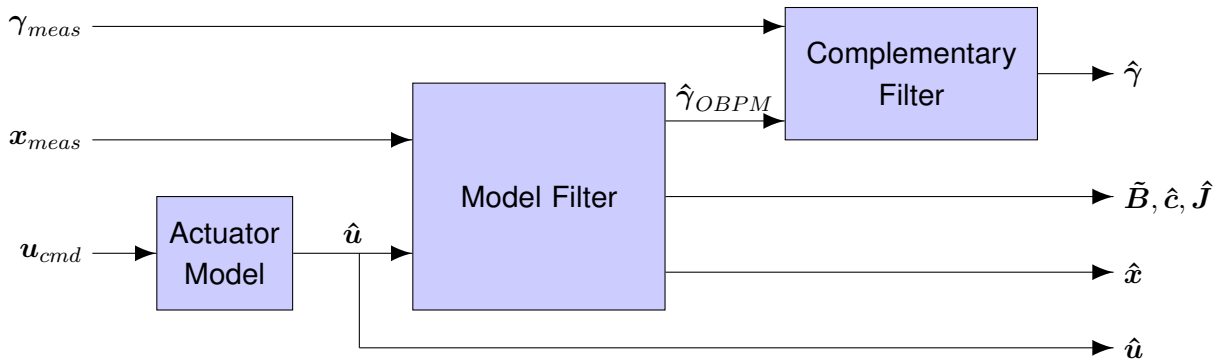 γ_meas
Complementary
Filter
γ̂
γ̂_OBPM
x_meas
Model Filter
B̃, ĉ, Ĵ
u_cmd
Actuator
Model
û
x̂
û